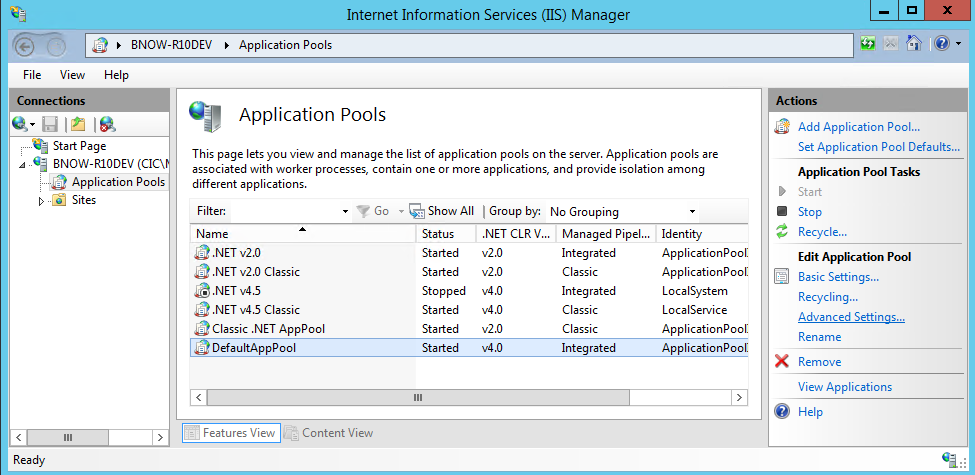 Internet Information Services (IIS) Manager
BNOW-R10DEV Application Pools
File View Help
Connections
Start Page
BNOW-R10DEV (CIC\
Application Pools
Sites
Application Pools
This page lets you view and manage the list of application pools on the server. Application pools are
associated with worker processes, contain one or more applications, and provide isolation among
different applications.
Filter: Go Show All Group by: No Grouping
Name Status .NET CLR V... Managed Pipel... Identity
.NET v2.0 Started v2.0 Integrated ApplicationPool
.NET v2.0 Classic Started v2.0 Classic ApplicationPool
.NET v4.5 Stopped v4.0 Integrated LocalSystem
.NET v4.5 Classic Started v4.0 Classic LocalService
Classic .NET AppPool Started v2.0 Classic ApplicationPool
DefaultAppPool Started v4.0 Integrated ApplicationPool
Features View Content View
Actions
Add Application Pool...
Set Application Pool Defaults...
Application Pool Tasks
Start
Stop
Recycle...
Edit Application Pool
Basic Settings...
Recycling...
Advanced Settings...
Rename
Remove
View Applications
Help
Ready